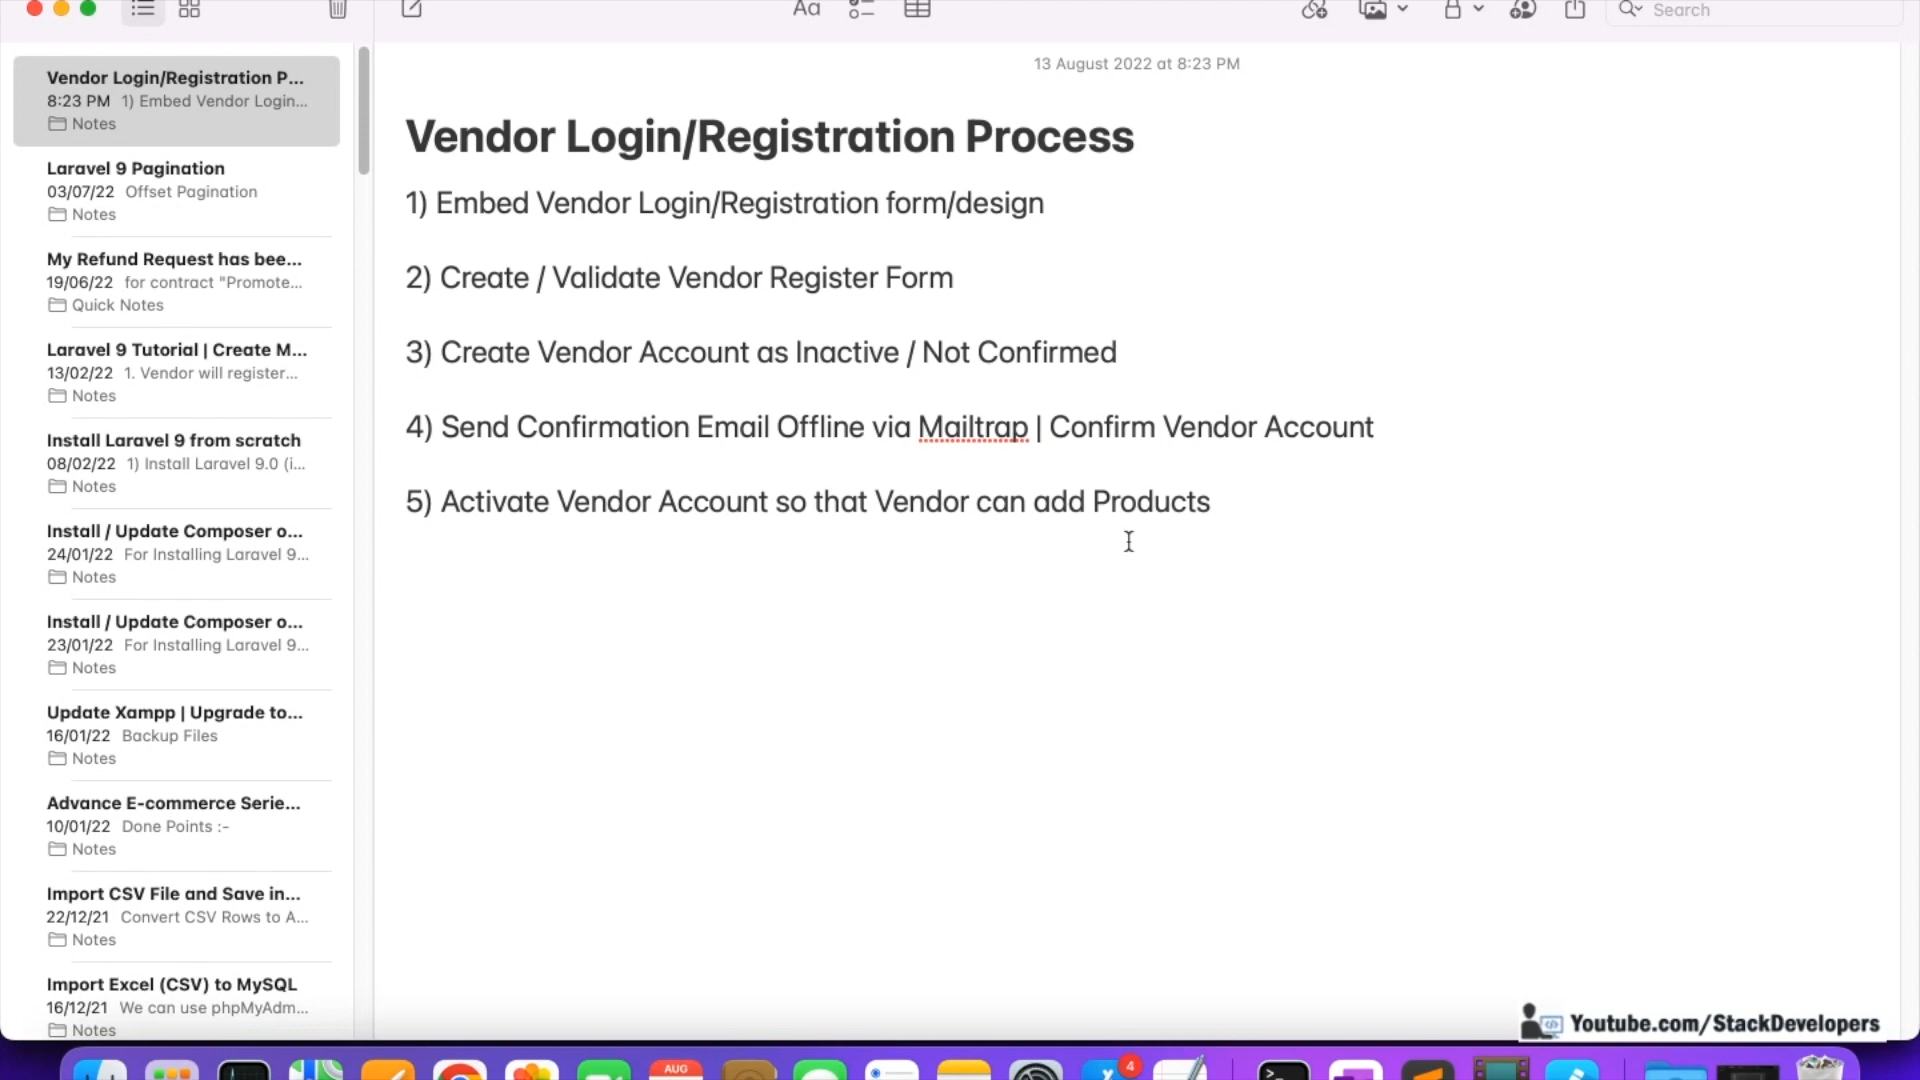 Search
13 August 2022 at 8:23 PM
Vendor Login/Registration Process
1) Embed Vendor Login/Registration form/design
2) Create / Validate Vendor Register Form
3) Create Vendor Account as Inactive / Not Confirmed
4) Send Confirmation Email Offline via Mailtrap | Confirm Vendor Account
5) Activate Vendor Account so that Vendor can add Products
Vendor Login/Registration P...
8:23 PM 1) Embed Vendor Login...
Notes
Laravel 9 Pagination
03/07/22 Offset Pagination
Notes
My Refund Request has bee...
19/06/22 for contract "Promote...
Quick Notes
Laravel 9 Tutorial | Create M...
13/02/22 1. Vendor will register...
Notes
Install Laravel 9 from scratch
08/02/22 1) Install Laravel 9.0 (i...
Notes
Install / Update Composer o...
24/01/22 For Installing Laravel 9...
Notes
Install / Update Composer o...
23/01/22 For Installing Laravel 9...
Notes
Update Xampp | Upgrade to...
16/01/22 Backup Files
Notes
Advance E-commerce Serie...
10/01/22 Done Points :-
Notes
Import CSV File and Save in...
22/12/21 Convert CSV Rows to A...
Notes
Import Excel (CSV) to MySQL
16/12/21 We can use phpMyAdm...
Notes
Youtube.com/StackDevelopers
AUG
4